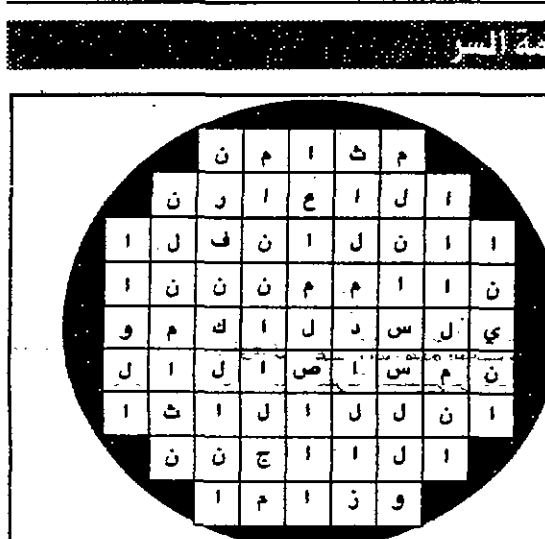 مة السر
م ث ا م ن
ا ل ا ع ا ر ن
ا ا ن ل ا ن ف ل ا
ن ا ا م م ن ن ن ا
ي ل س د ل ا ك م و
ن م س ا ص ا ل ا ل
ا ن ل ل ا ل ا ث ا
ا ل ا ا ج ن ن
و ز ا م ا